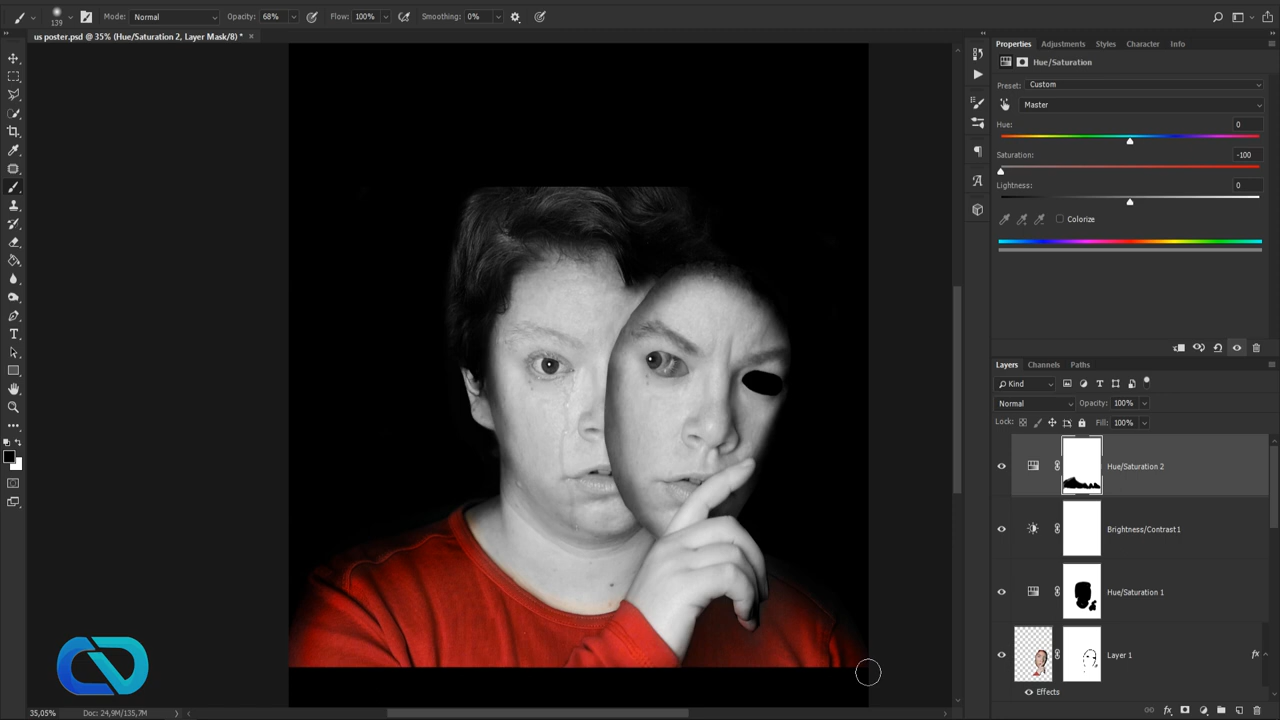 139
Mode: Normal
Opacity: 68%
Flow: 100%
Smoothing: 0%
us poster.psd @ 35% (Hue/Saturation 2, Layer Mask/8) *
Properties Adjustments Styles Character Info
Hue/Saturation
Preset: Custom
Master
Hue: 0
Saturation: -100
Lightness: 0
Colorize
Layers Channels Paths
Kind
Normal Opacity: 100%
Lock: Fill: 100%
Hue/Saturation 2
Brightness/Contrast 1
Hue/Saturation 1
Layer 1 fx
Effects
35,05% Doc: 24,9M/135,7M